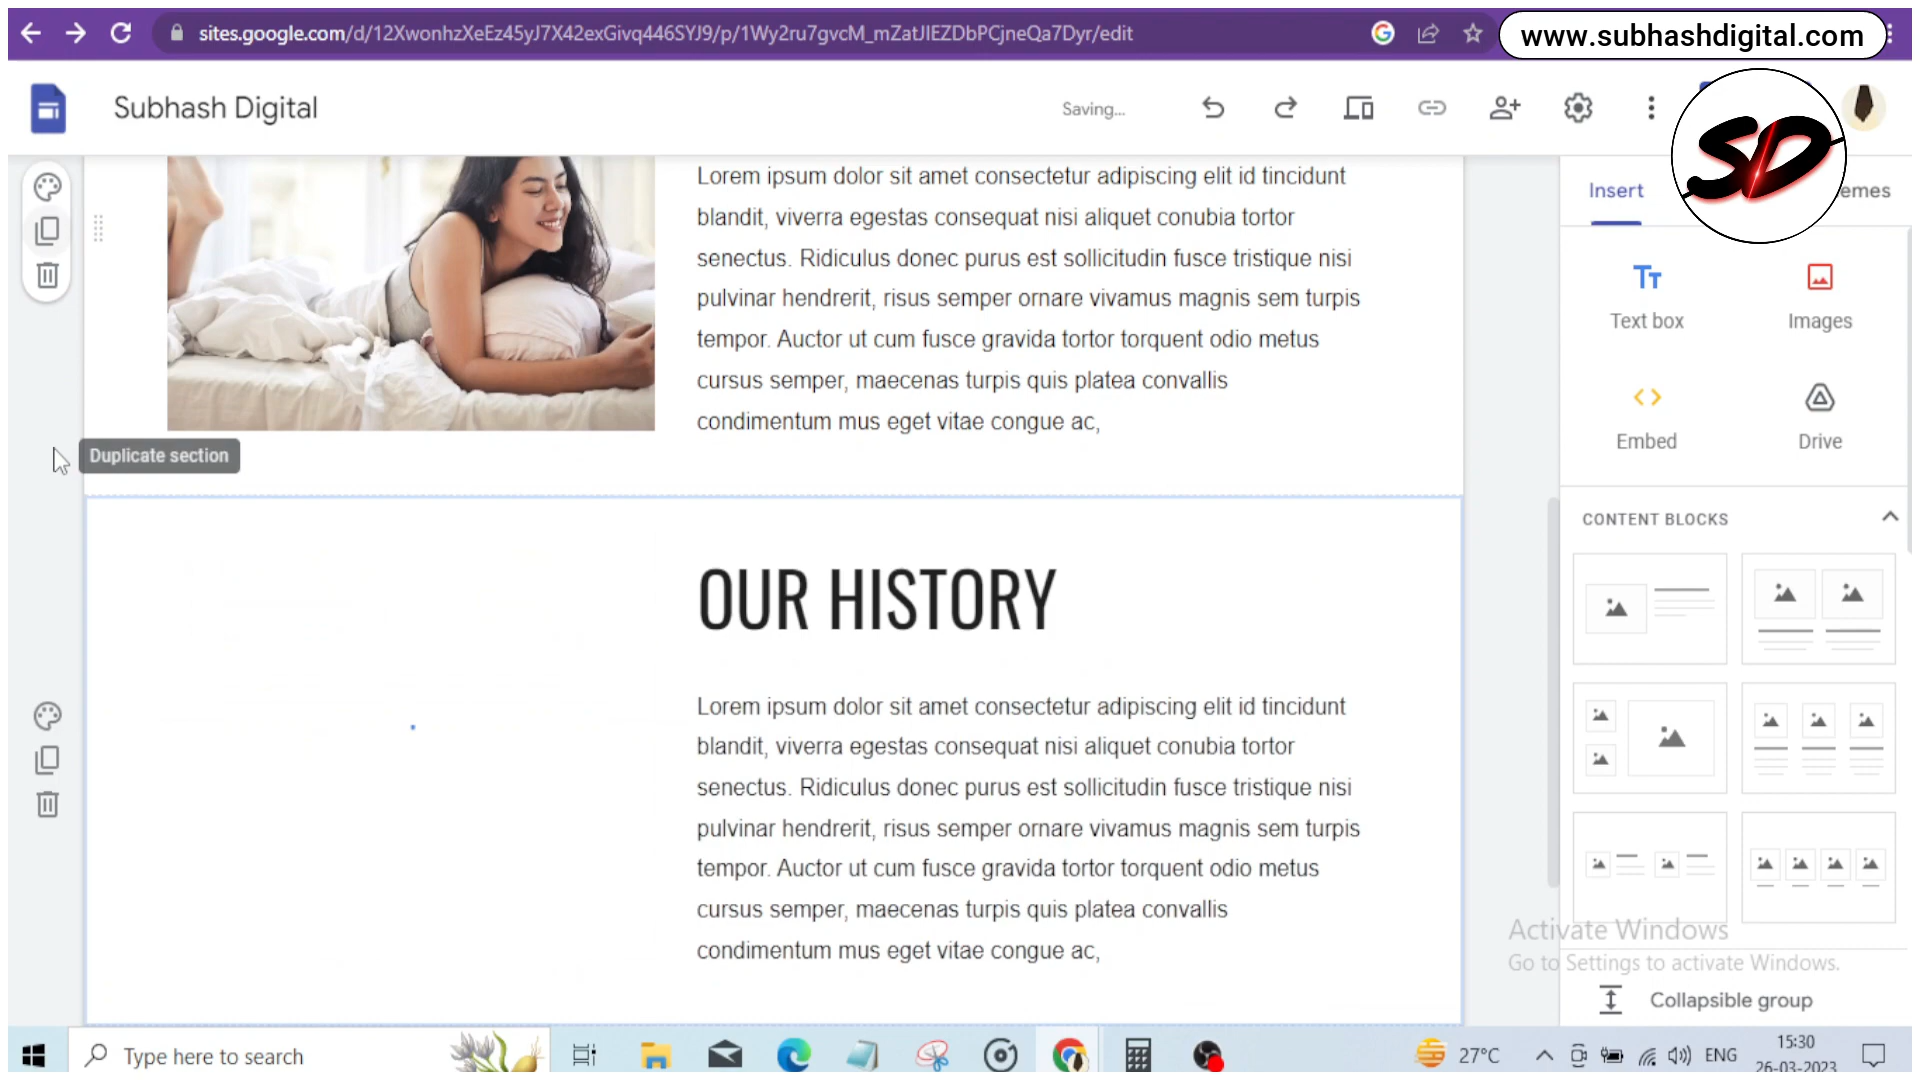 sites.google.com/d/12XwonhzXeEz45yJ7X42exGivq446SYJ9/p/1Wy2ru7gvcM_mZatJIEZDbPCjneQa7Dyr/edit
www.subhashdigital.com
Subhash Digital
Saving...
SD
Insert
emes
Lorem ipsum dolor sit amet consectetur adipiscing elit id tincidunt
blandit, viverra egestas consequat nisi aliquet conubia tortor
senectus. Ridiculus donec purus est sollicitudin fusce tristique nisi
pulvinar hendrerit, risus semper ornare vivamus magnis sem turpis
tempor. Auctor ut cum fusce gravida tortor torquent odio metus
cursus semper, maecenas turpis quis platea convallis
condimentum mus eget vitae congue ac,
Text box
Images
Embed
Drive
Duplicate section
CONTENT BLOCKS
OUR HISTORY
Lorem ipsum dolor sit amet consectetur adipiscing elit id tincidunt
blandit, viverra egestas consequat nisi aliquet conubia tortor
senectus. Ridiculus donec purus est sollicitudin fusce tristique nisi
pulvinar hendrerit, risus semper ornare vivamus magnis sem turpis
tempor. Auctor ut cum fusce gravida tortor torquent odio metus
cursus semper, maecenas turpis quis platea convallis
condimentum mus eget vitae congue ac,
Activate Windows
Go to Settings to activate Windows.
Collapsible group
Type here to search
27°C
ENG
15:30
26-03-2023